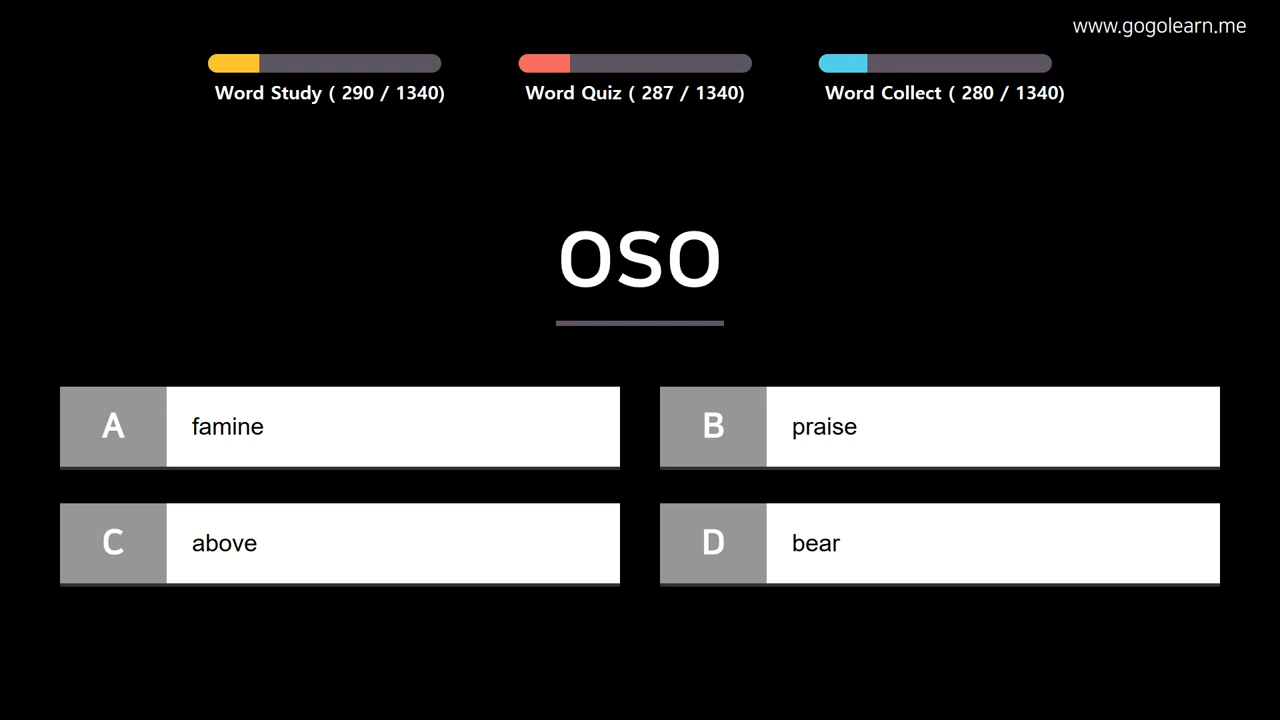 www.gogolearn.me
Word Study ( 290 / 1340)
Word Quiz ( 287 / 1340)
Word Collect ( 280 / 1340)
oso
A famine
B praise
C above
D bear